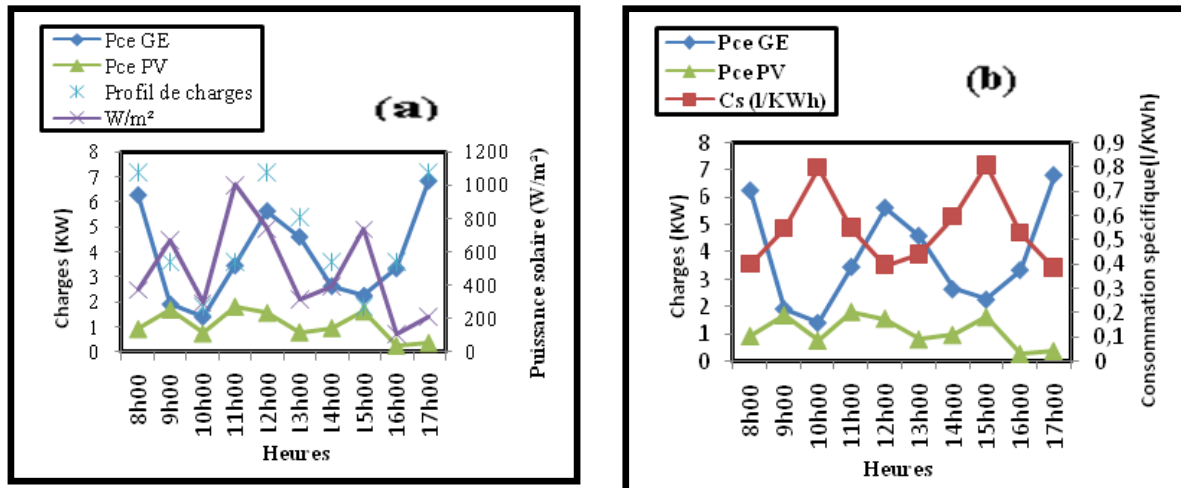 Pce GE
Pce PV
Profil de charges
W/m²
(a)
Charges (KW)
8
7
6
5
4
3
2
1
0
1200
1000
800
600
400
200
0
Puissance solaire (W/m²)
8h00
9h00
10h00
11h00
12h00
13h00
14h00
15h00
16h00
17h00
Heures
Pce GE
Pce PV
Cs (l/KWh)
(b)
Charges (KW)
8
7
6
5
4
3
2
1
0
0,9
0,8
0,7
0,6
0,5
0,4
0,3
0,2
0,1
0
Consommation spécifique(l/KWh)
8h00
9h00
10h00
11h00
12h00
13h00
14h00
15h00
16h00
17h00
Heures